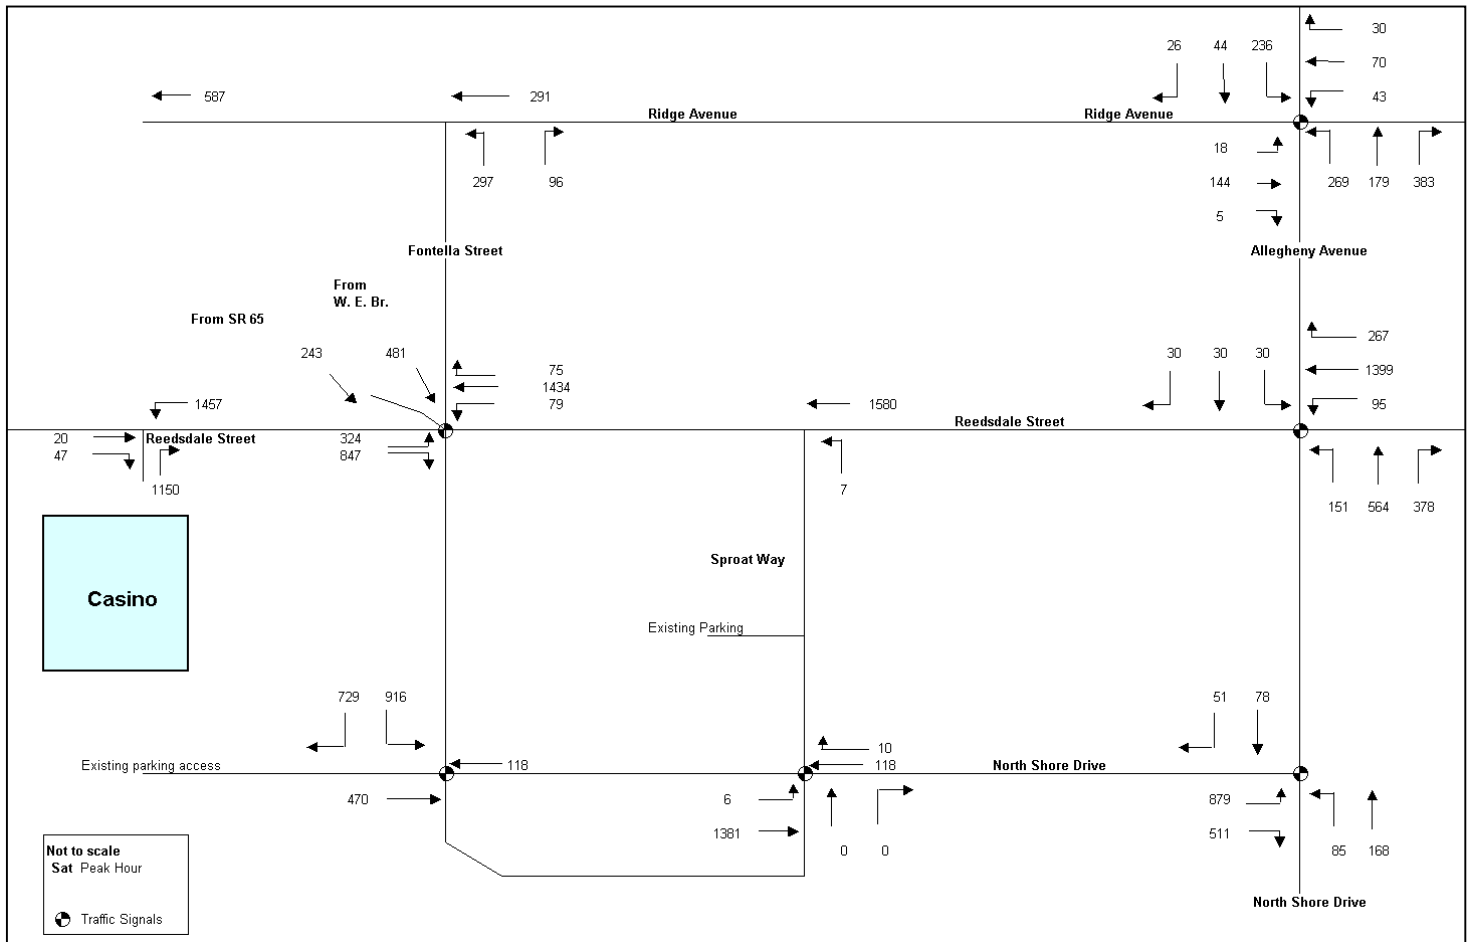 30
26 44 236
70
587 291 43
Ridge Avenue Ridge Avenue
18
297 96 144 269 179 383
5
Fontella Street Allegheny Avenue
From
W. E. Br.
From SR 65
267
243 481 30 30 30
75 1399
1434
1457 79 1580 95
Reedsdale Street
20 Reedsdale Street 324
47 847
1150 7
151 564 378
Sproat Way
Casino
Existing Parking
729 916 51 78
10
Existing parking access 118 118 North Shore Drive
470 6 879
1381 511
0 0 85 168
Not to scale
Sat Peak Hour
North Shore Drive
Traffic Signals